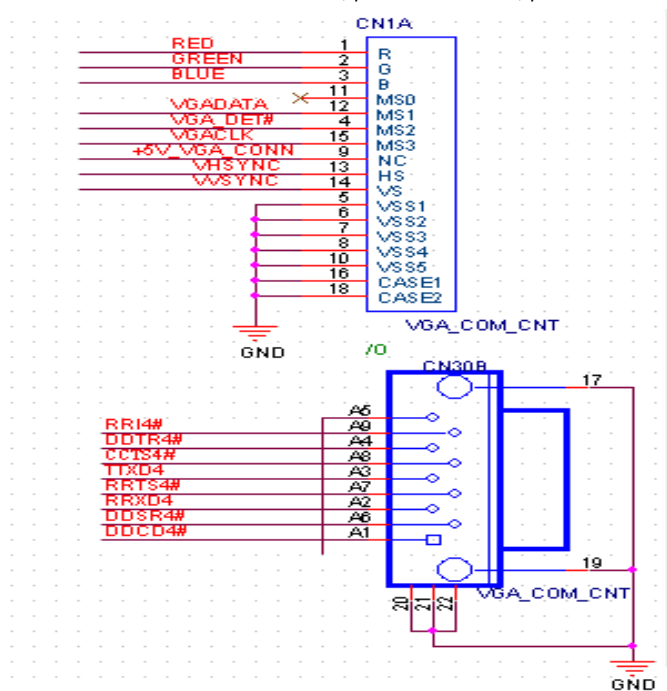 CN1A
RED 1 R
GREEN 2 G
BLUE 3 B
11 MS0
VGADATA 12 MS1
VGA_DET# 4 MS2
VGACLK 15 MS3
+5V_VGA_CONN 9 NC
VHSYNC 13 HS
VVSYNC 14 VS
5 VSS1
6 VSS2
7 VSS3
8 VSS4
10 VSS5
16 CASE1
18 CASE2
VGA_COM_CNT
GND
/O
CN30B
17
A5
RRI4# A9
DDTR4# A4
CCTS4# A8
TTXD4 A3
RRTS4# A7
RRXD4 A2
DDSR4# A6
DDCD4# A1
19
VGA_COM_CNT
20 21 22
GND